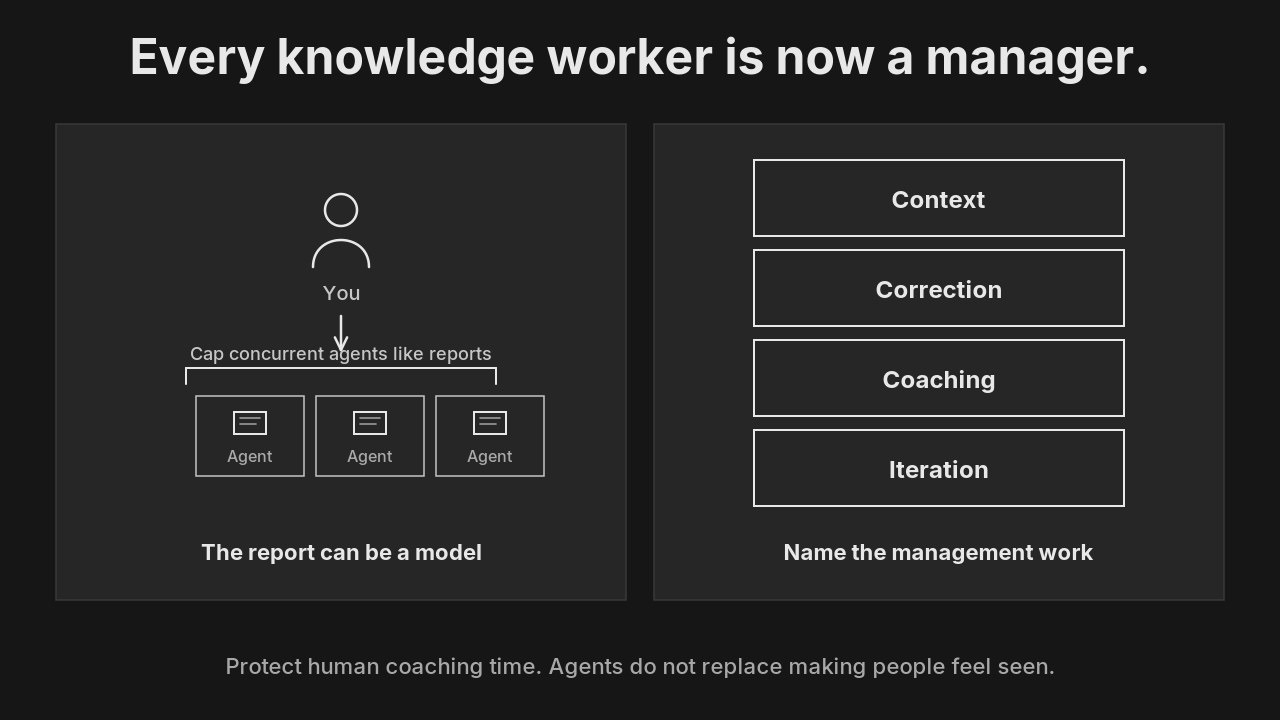 Every knowledge worker is now a manager.
You
Cap concurrent agents like reports
Agent
Agent
Agent
The report can be a model
Context
Correction
Coaching
Iteration
Name the management work
Protect human coaching time. Agents do not replace making people feel seen.